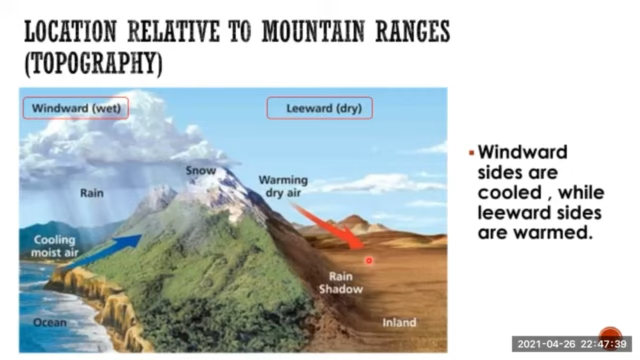 LOCATION RELATIVE TO MOUNTAIN RANGES
(TOPOGRAPHY)
Windward (wet)
Leeward (dry)
Snow
Warming
dry air
Rain
Cooling
moist air
Rain
Shadow
Ocean
Inland
Windward
sides are
cooled , while
leeward sides
are warmed.
2021-04-26 22:47:39